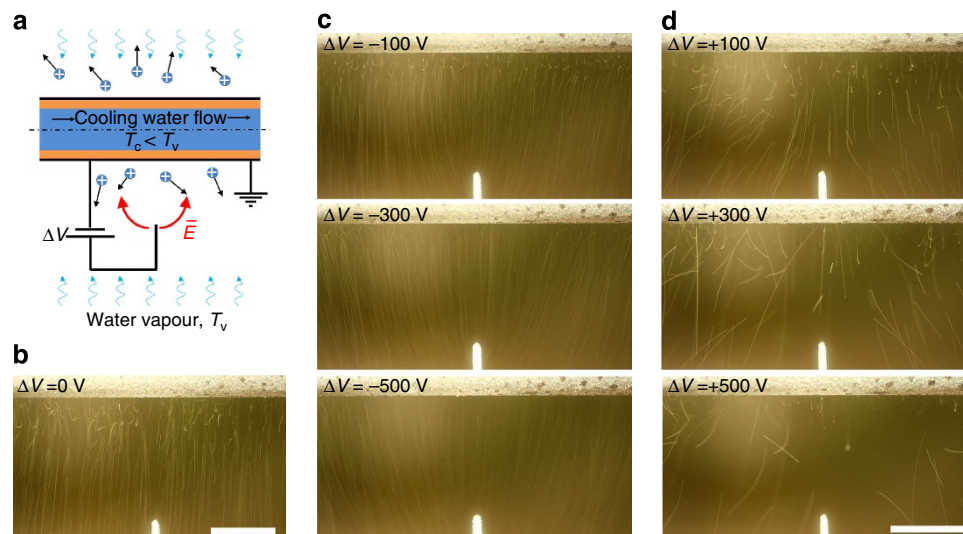 a
Cooling water flow
T_c < T_v
ΔV
E̅
Water vapour, T_v
b
ΔV =0 V
c
ΔV = –100 V
ΔV = –300 V
ΔV = –500 V
d
ΔV =+100 V
ΔV =+300 V
ΔV =+500 V